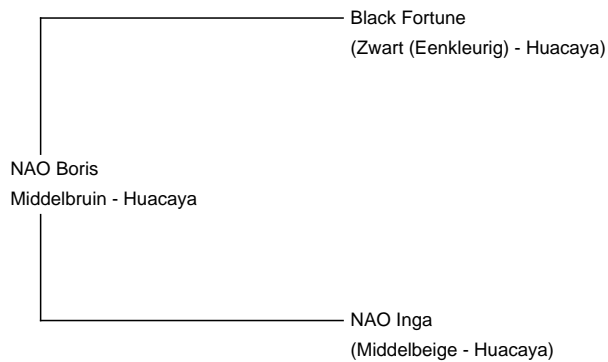 Black Fortune
(Zwart (Eenkleurig) - Huacaya)
NAO Boris
Middelbruin - Huacaya
NAO Inga
(Middelbeige - Huacaya)